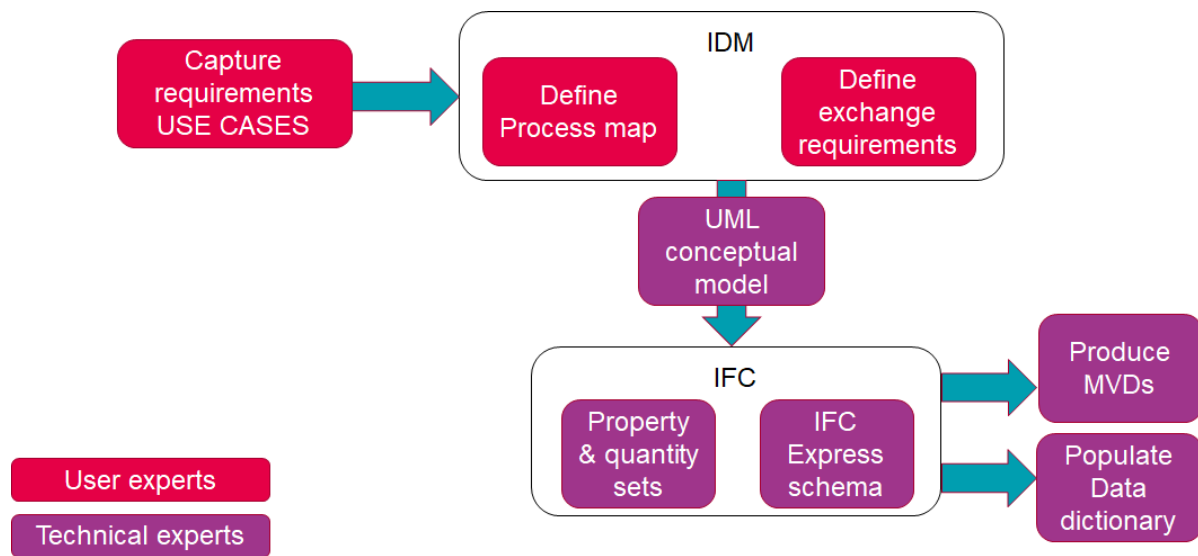 Capture
requirements
USE CASES
IDM
Define
Process map
Define
exchange
requirements
UML
conceptual
model
IFC
Property
& quantity
sets
IFC
Express
schema
Produce
MVDs
Populate
Data
dictionary
User experts
Technical experts